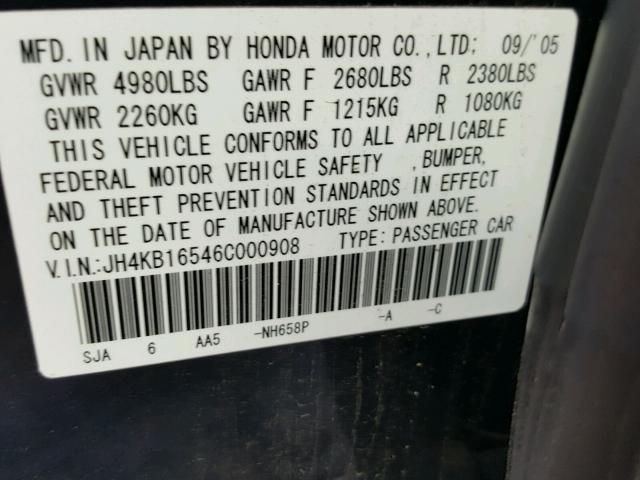 MFD. IN JAPAN BY HONDA MOTOR CO., LTD; 09/'05
GVWR 4980LBS GAWR F 2680LBS R 2380LBS
GVWR 2260KG GAWR F 1215KG R 1080KG
THIS VEHICLE CONFORMS TO ALL APPLICABLE
FEDERAL MOTOR VEHICLE SAFETY ,BUMPER,
AND THEFT PREVENTION STANDARDS IN EFFECT
ON THE DATE OF MANUFACTURE SHOWN ABOVE.
V.I.N.:JH4KB16546C000908 TYPE: PASSENGER CAR
SJA 6 AA5 -NH658P -A -C